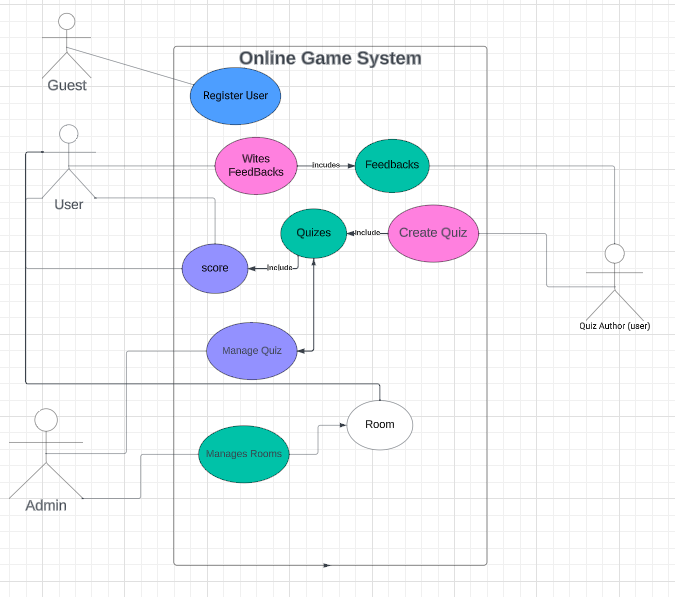 Online Game System
Guest
Register User
Wites
FeedBacks
Incudes
Feedbacks
User
Quizes
Include
Create Quiz
score
Include
Quiz Author (user)
Manage Quiz
Room
Manages Rooms
Admin